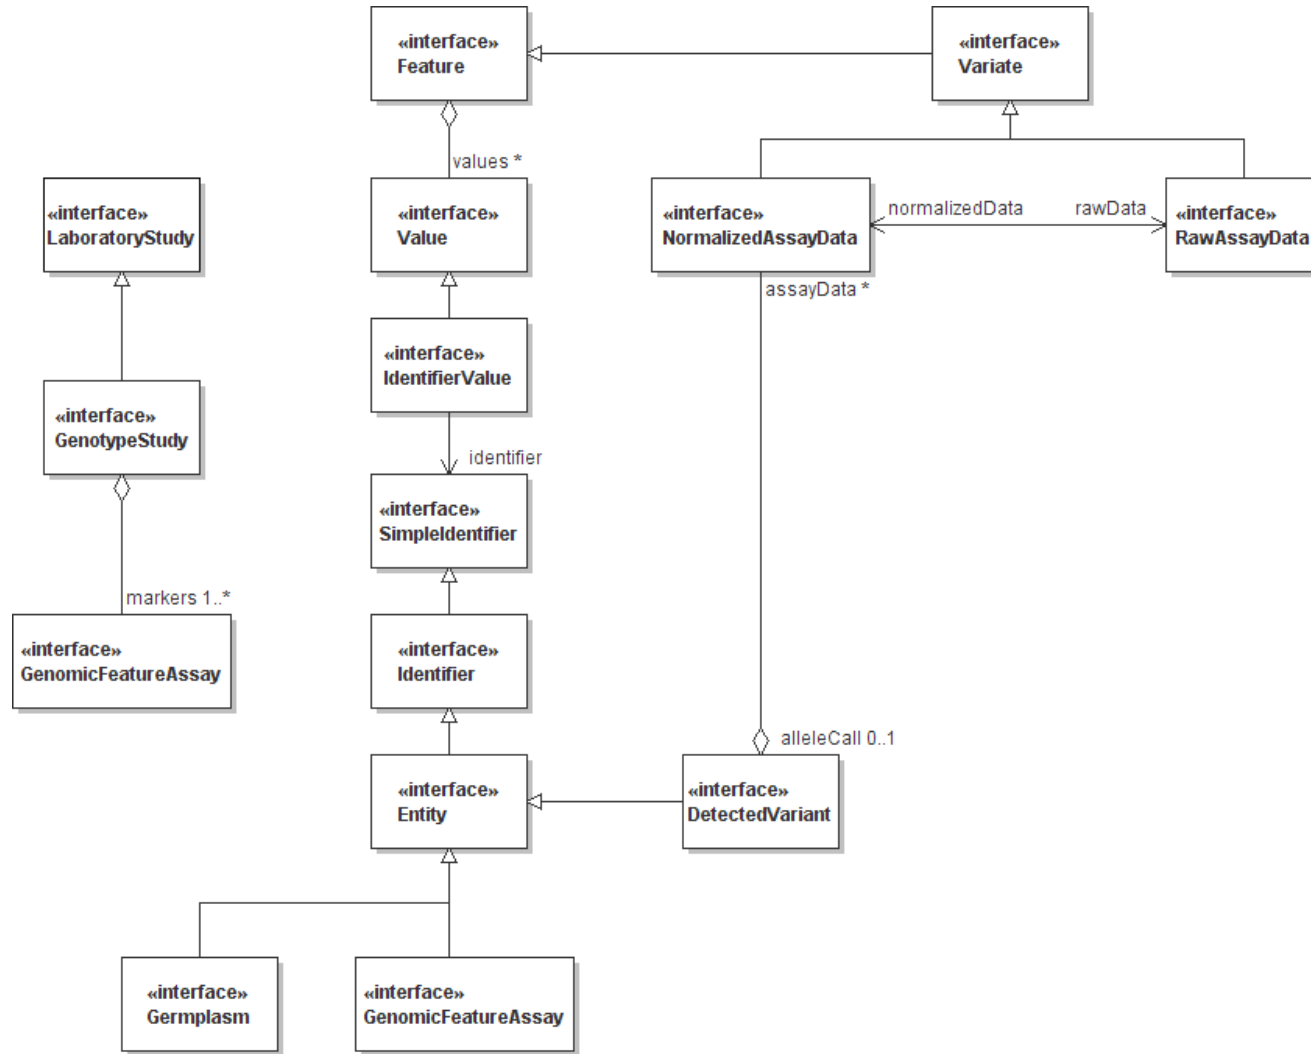 «interface»
Feature
«interface»
Variate
values *
«interface»
LaboratoryStudy
«interface»
Value
«interface»
NormalizedAssayData
normalizedData
rawData
«interface»
RawAssayData
assayData *
«interface»
IdentifierValue
«interface»
GenotypeStudy
identifier
«interface»
SimpleIdentifier
markers 1..*
«interface»
GenomicFeatureAssay
«interface»
Identifier
alleleCall 0..1
«interface»
Entity
«interface»
DetectedVariant
«interface»
Germplasm
«interface»
GenomicFeatureAssay